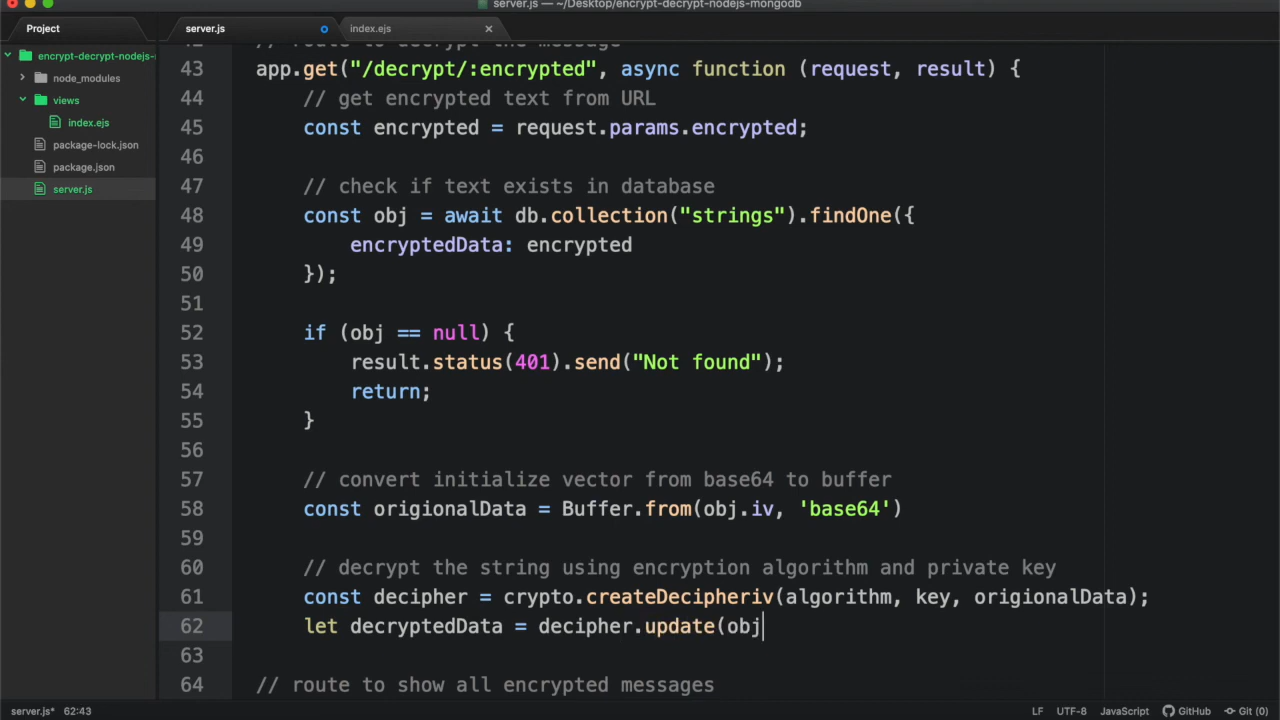 server.js — ~/Desktop/encrypt-decrypt-nodejs-mongodb
Project
server.js
index.ejs
encrypt-decrypt-nodejs-
node_modules
views
index.ejs
package-lock.json
package.json
server.js
42 // route to decrypt the message
43 app.get("/decrypt/:encrypted", async function (request, result) {
44 // get encrypted text from URL
45 const encrypted = request.params.encrypted;
46
47 // check if text exists in database
48 const obj = await db.collection("strings").findOne({
49 encryptedData: encrypted
50 });
51
52 if (obj == null) {
53 result.status(401).send("Not found");
54 return;
55 }
56
57 // convert initialize vector from base64 to buffer
58 const origionalData = Buffer.from(obj.iv, 'base64')
59
60 // decrypt the string using encryption algorithm and private key
61 const decipher = crypto.createDecipheriv(algorithm, key, origionalData);
62 let decryptedData = decipher.update(obj
63
64 // route to show all encrypted messages
server.js* 62:43
LF UTF-8 JavaScript GitHub Git (0)